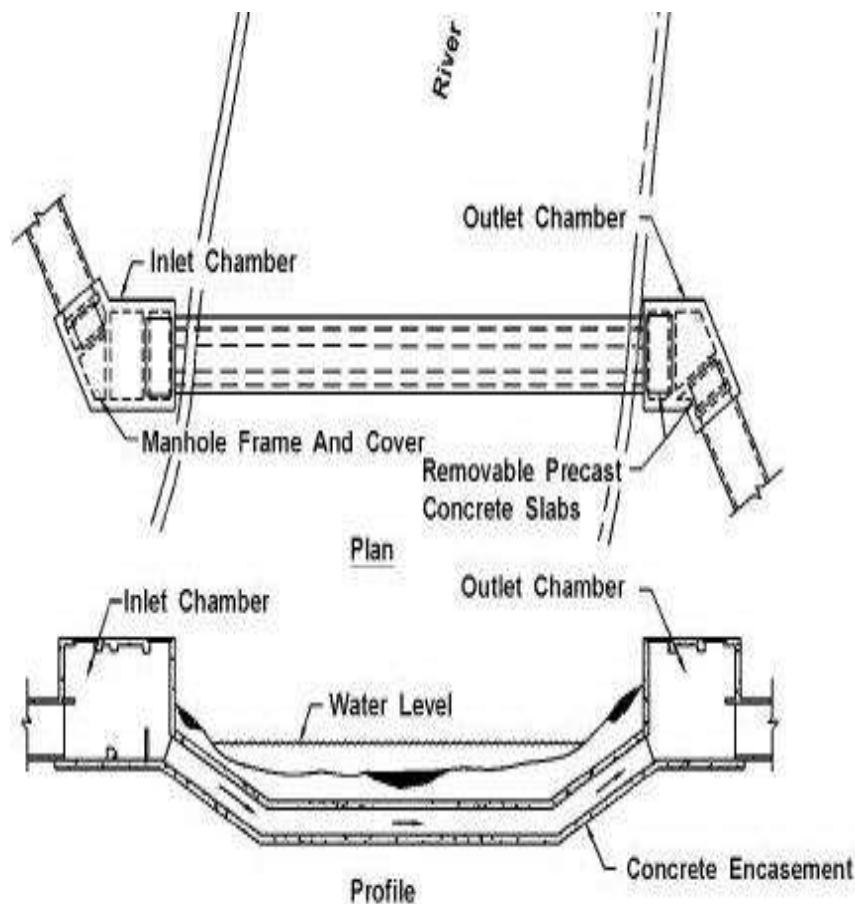 River
Outlet Chamber
Inlet Chamber
Manhole Frame And Cover
Removable Precast
Concrete Slabs
Plan
Inlet Chamber
Outlet Chamber
Water Level
Concrete Encasement
Profile